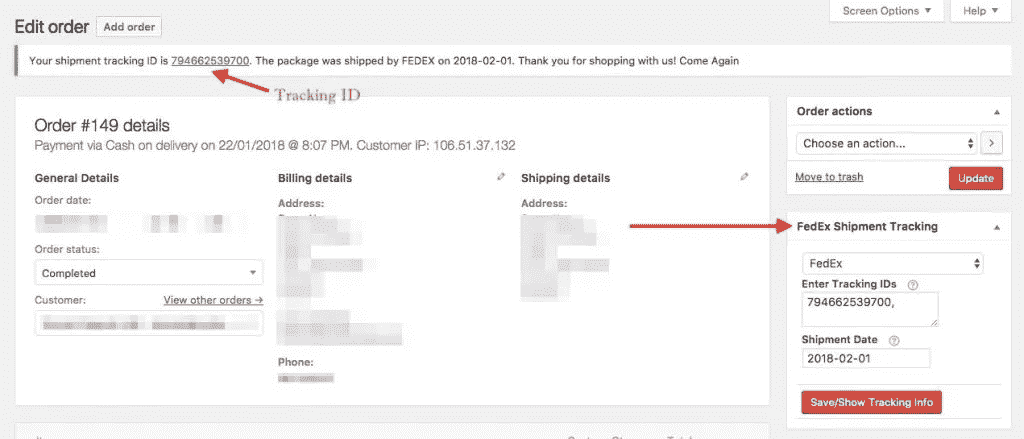 Screen Options
Help
Edit order
Add order
Your shipment tracking ID is 794662539700. The package was shipped by FEDEX on 2018-02-01. Thank you for shopping with us! Come Again
Tracking ID
Order #149 details
Payment via Cash on delivery on 22/01/2018 @ 8:07 PM. Customer IP: 106.51.37.132
General Details
Order date:
Order status:
Completed
Customer:
View other orders →
Billing details
Address:
Phone:
Shipping details
Address:
Order actions
Choose an action...
Move to trash
Update
FedEx Shipment Tracking
FedEx
Enter Tracking IDs
794662539700,
Shipment Date
2018-02-01
Save/Show Tracking Info